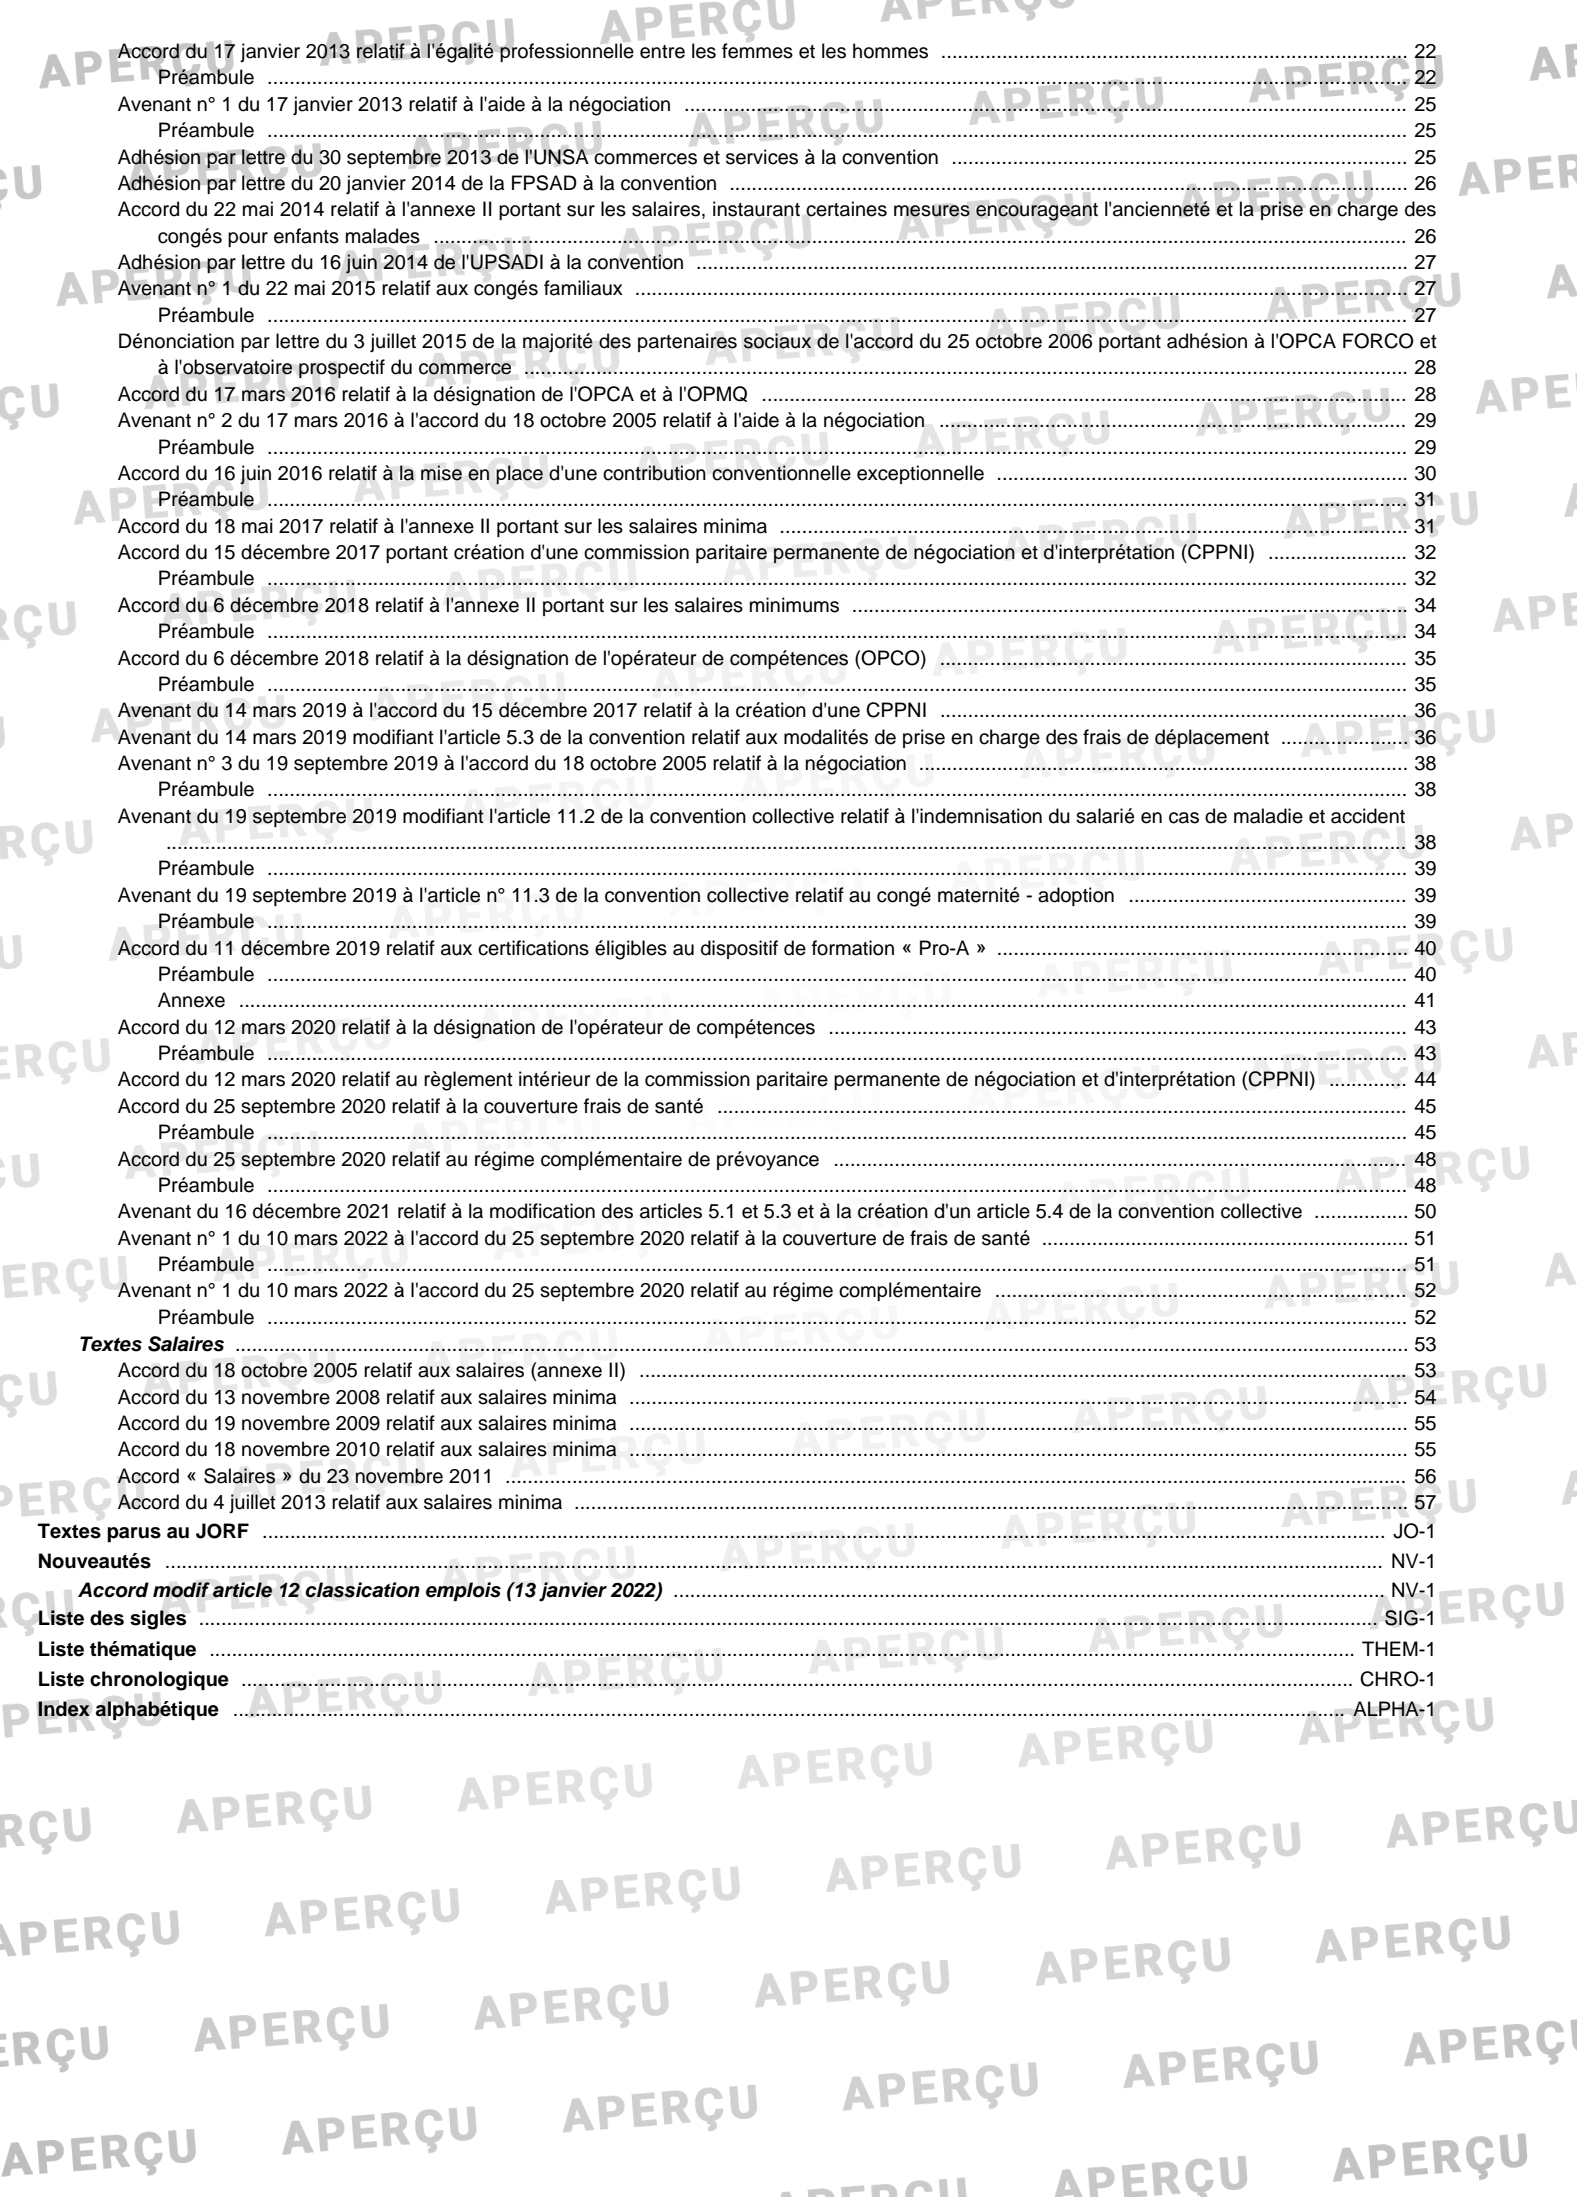 Accord du 17 janvier 2013 relatif à l'égalité professionnelle entre les femmes et les hommes 22
Préambule 22
Avenant n° 1 du 17 janvier 2013 relatif à l'aide à la négociation 25
Préambule 25
Adhésion par lettre du 30 septembre 2013 de l'UNSA commerces et services à la convention 25
Adhésion par lettre du 20 janvier 2014 de la FPSAD à la convention 26
Accord du 22 mai 2014 relatif à l'annexe II portant sur les salaires, instaurant certaines mesures encourageant l'ancienneté et la prise en charge des
congés pour enfants malades 26
Adhésion par lettre du 16 juin 2014 de l'UPSADI à la convention 27
Avenant n° 1 du 22 mai 2015 relatif aux congés familiaux 27
Préambule 27
Dénonciation par lettre du 3 juillet 2015 de la majorité des partenaires sociaux de l'accord du 25 octobre 2006 portant adhésion à l'OPCA FORCO et
à l'observatoire prospectif du commerce 28
Accord du 17 mars 2016 relatif à la désignation de l'OPCA et à l'OPMQ 28
Avenant n° 2 du 17 mars 2016 à l'accord du 18 octobre 2005 relatif à l'aide à la négociation 29
Préambule 29
Accord du 16 juin 2016 relatif à la mise en place d'une contribution conventionnelle exceptionnelle 30
Préambule 31
Accord du 18 mai 2017 relatif à l'annexe II portant sur les salaires minima 31
Accord du 15 décembre 2017 portant création d'une commission paritaire permanente de négociation et d'interprétation (CPPNI) 32
Préambule 32
Accord du 6 décembre 2018 relatif à l'annexe II portant sur les salaires minimums 34
Préambule 34
Accord du 6 décembre 2018 relatif à la désignation de l'opérateur de compétences (OPCO) 35
Préambule 35
Avenant du 14 mars 2019 à l'accord du 15 décembre 2017 relatif à la création d'une CPPNI 36
Avenant du 14 mars 2019 modifiant l'article 5.3 de la convention relatif aux modalités de prise en charge des frais de déplacement 36
Avenant n° 3 du 19 septembre 2019 à l'accord du 18 octobre 2005 relatif à la négociation 38
Préambule 38
Avenant du 19 septembre 2019 modifiant l'article 11.2 de la convention collective relatif à l'indemnisation du salarié en cas de maladie et accident
38
Préambule 39
Avenant du 19 septembre 2019 à l'article n° 11.3 de la convention collective relatif au congé maternité - adoption 39
Préambule 39
Accord du 11 décembre 2019 relatif aux certifications éligibles au dispositif de formation « Pro-A » 40
Préambule 40
Annexe 41
Accord du 12 mars 2020 relatif à la désignation de l'opérateur de compétences 43
Préambule 43
Accord du 12 mars 2020 relatif au règlement intérieur de la commission paritaire permanente de négociation et d'interprétation (CPPNI) 44
Accord du 25 septembre 2020 relatif à la couverture frais de santé 45
Préambule 45
Accord du 25 septembre 2020 relatif au régime complémentaire de prévoyance 48
Préambule 48
Avenant du 16 décembre 2021 relatif à la modification des articles 5.1 et 5.3 et à la création d'un article 5.4 de la convention collective 50
Avenant n° 1 du 10 mars 2022 à l'accord du 25 septembre 2020 relatif à la couverture de frais de santé 51
Préambule 51
Avenant n° 1 du 10 mars 2022 à l'accord du 25 septembre 2020 relatif au régime complémentaire 52
Préambule 52
Textes Salaires 53
Accord du 18 octobre 2005 relatif aux salaires (annexe II) 53
Accord du 13 novembre 2008 relatif aux salaires minima 54
Accord du 19 novembre 2009 relatif aux salaires minima 55
Accord du 18 novembre 2010 relatif aux salaires minima 55
Accord « Salaires » du 23 novembre 2011 56
Accord du 4 juillet 2013 relatif aux salaires minima 57
Textes parus au JORF JO-1
Nouveautés NV-1
Accord modif article 12 classication emplois (13 janvier 2022) NV-1
Liste des sigles SIG-1
Liste thématique THEM-1
Liste chronologique CHRO-1
Index alphabétique ALPHA-1
APERÇU